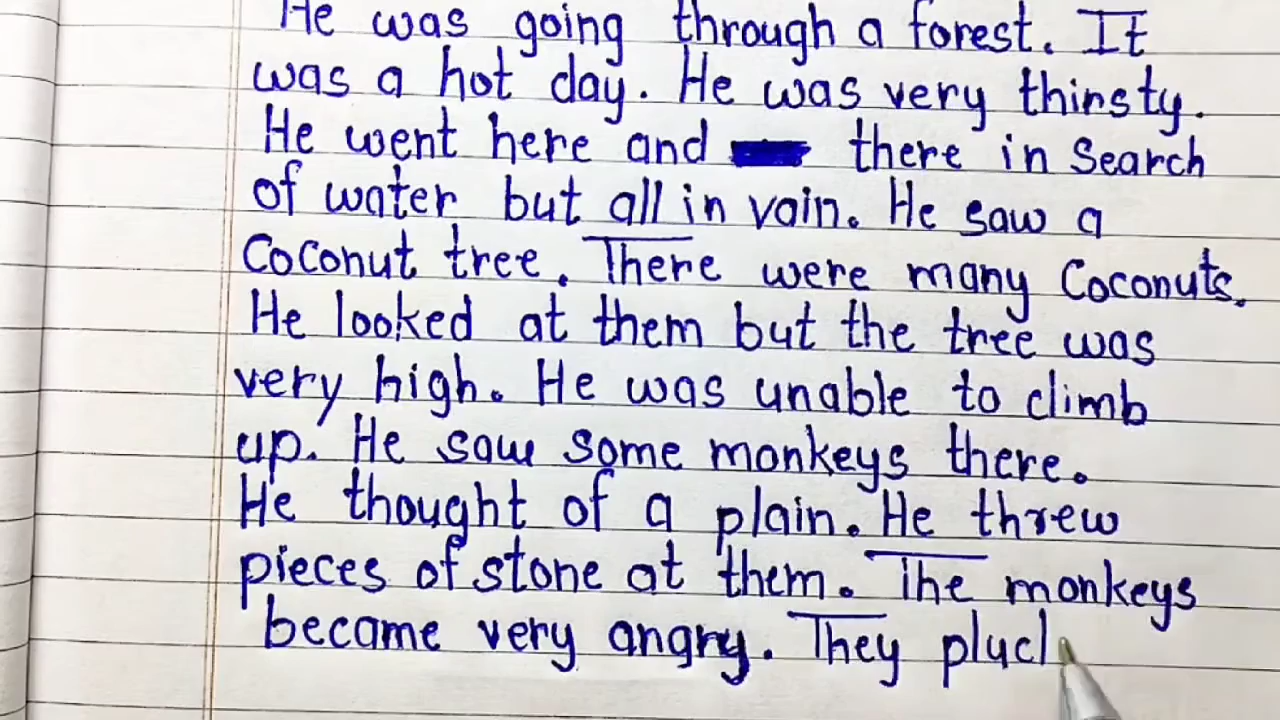 He was going through a forest. It
was a hot day. He was very thirsty.
He went here and there in search
of water but all in vain. He saw a
Coconut tree. There were many Coconuts.
He looked at them but the tree was
very high. He was unable to climb
up. He saw some monkeys there.
He thought of a plain. He threw
pieces of stone at them. The monkeys
became very angry. They pluc